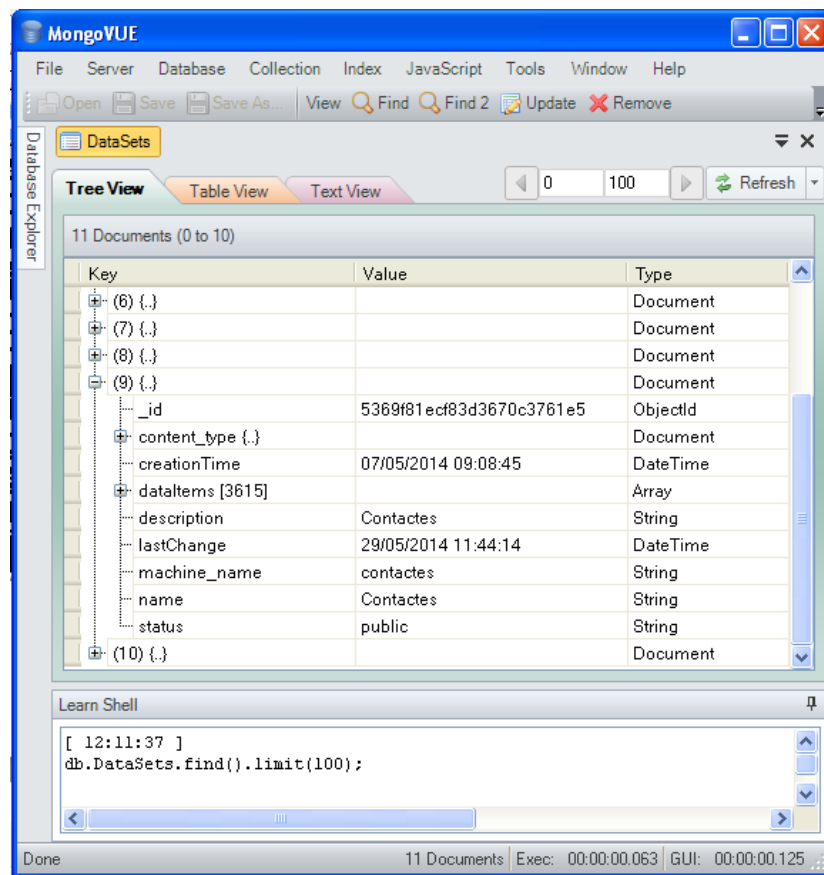 MongoVUE
File Server Database Collection Index JavaScript Tools Window Help
Open Save Save As... View Find Find 2 Update Remove
Database Explorer
DataSets
Tree View Table View Text View 0 100 Refresh
11 Documents (0 to 10)
Key Value Type
(6) {..} Document
(7) {..} Document
(8) {..} Document
(9) {..} Document
_id 5369f81ecf83d3670c3761e5 ObjectId
content_type {..} Document
creationTime 07/05/2014 09:08:45 DateTime
dataItems [3615] Array
description Contactes String
lastChange 29/05/2014 11:44:14 DateTime
machine_name contactes String
name Contactes String
status public String
(10) {..} Document
Learn Shell
[ 12:11:37 ]
db.DataSets.find().limit(100);
Done 11 Documents Exec: 00:00:00.063 GUI: 00:00:00.125